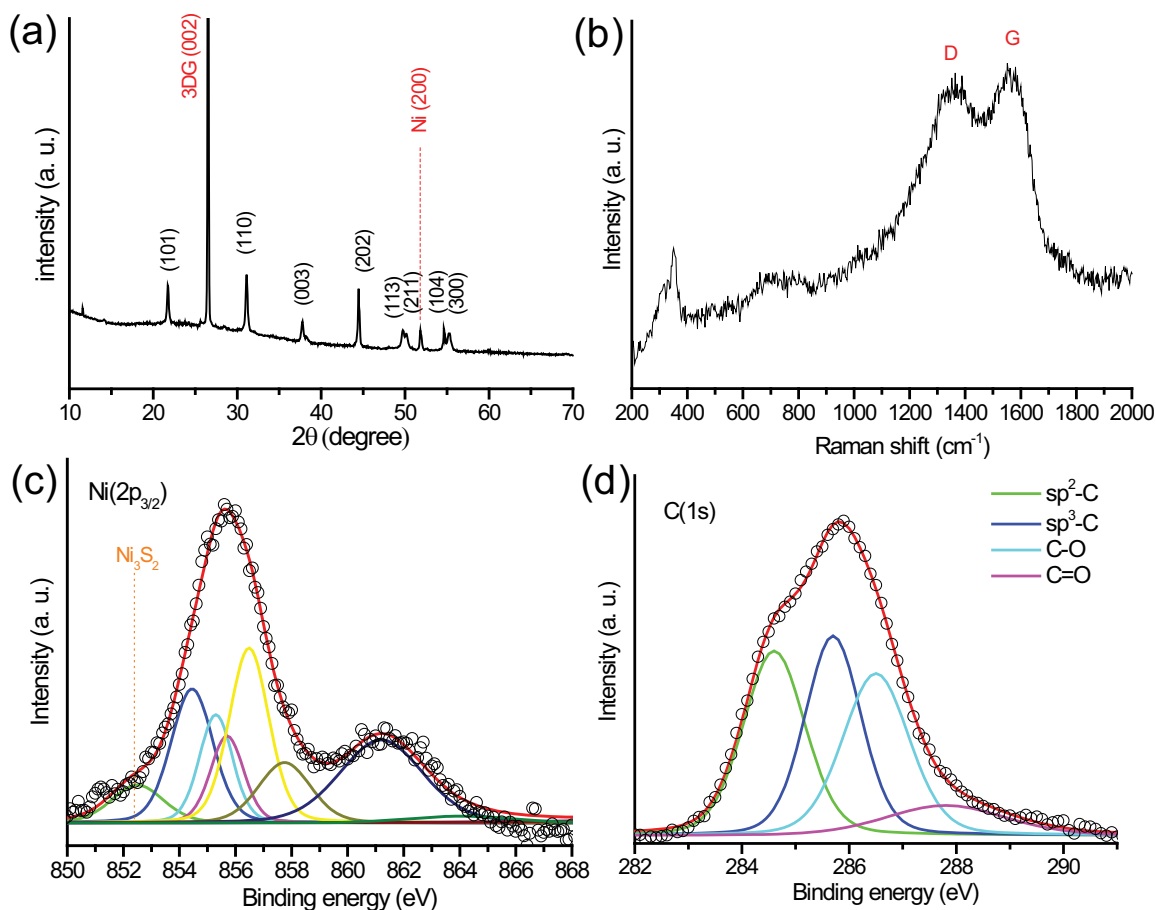 (a)
3DG (002)
Ni (200)
(101)
(110)
(003)
(202)
(113)
(211)
(104)
(300)
intensity (a. u.)
10 20 30 40 50 60 70
2θ (degree)
(b)
D
G
Intensity (a. u.)
200 400 600 800 1000 1200 1400 1600 1800 2000
Raman shift (cm⁻¹)
(c)
Ni(2p₃/₂)
Ni₃S₂
Intensity (a. u.)
850 852 854 856 858 860 862 864 866 868
Binding energy (eV)
(d)
C(1s)
sp²-C
sp³-C
C-O
C=O
Intensity (a. u.)
282 284 286 288 290
Binding energy (eV)